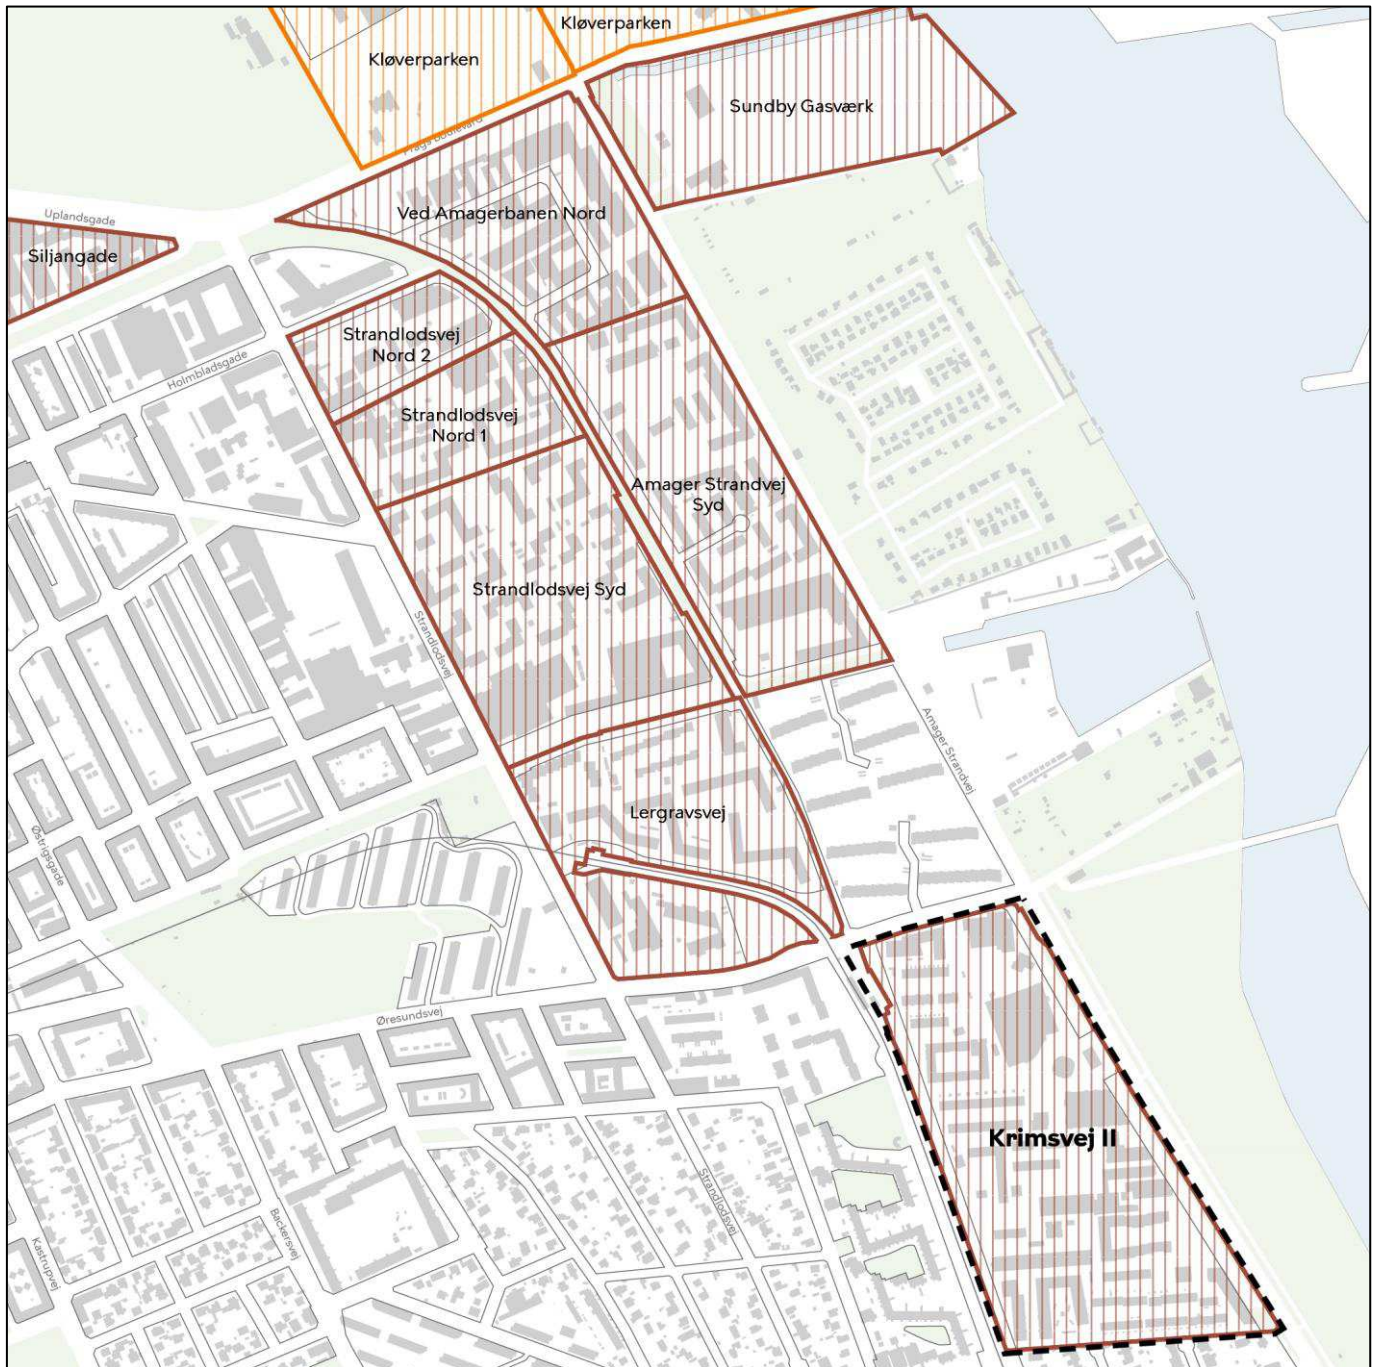 Kløverparken
Kløverparken
Sundby Gasværk
Prags Boulevard
Uplandsgade
Ved Amagerbanen Nord
Siljangade
Strandlodsvej
Nord 2
Holmbladsgade
Strandlodsvej
Nord 1
Amager Strandvej
Syd
Strandlodsvej Syd
Strandlodsvej
Amager Strandvej
Lergravsvej
Østrigsgade
Øresundsvej
Krimsvej II
Strandlodsvej
Backersvej
Kastrupvej